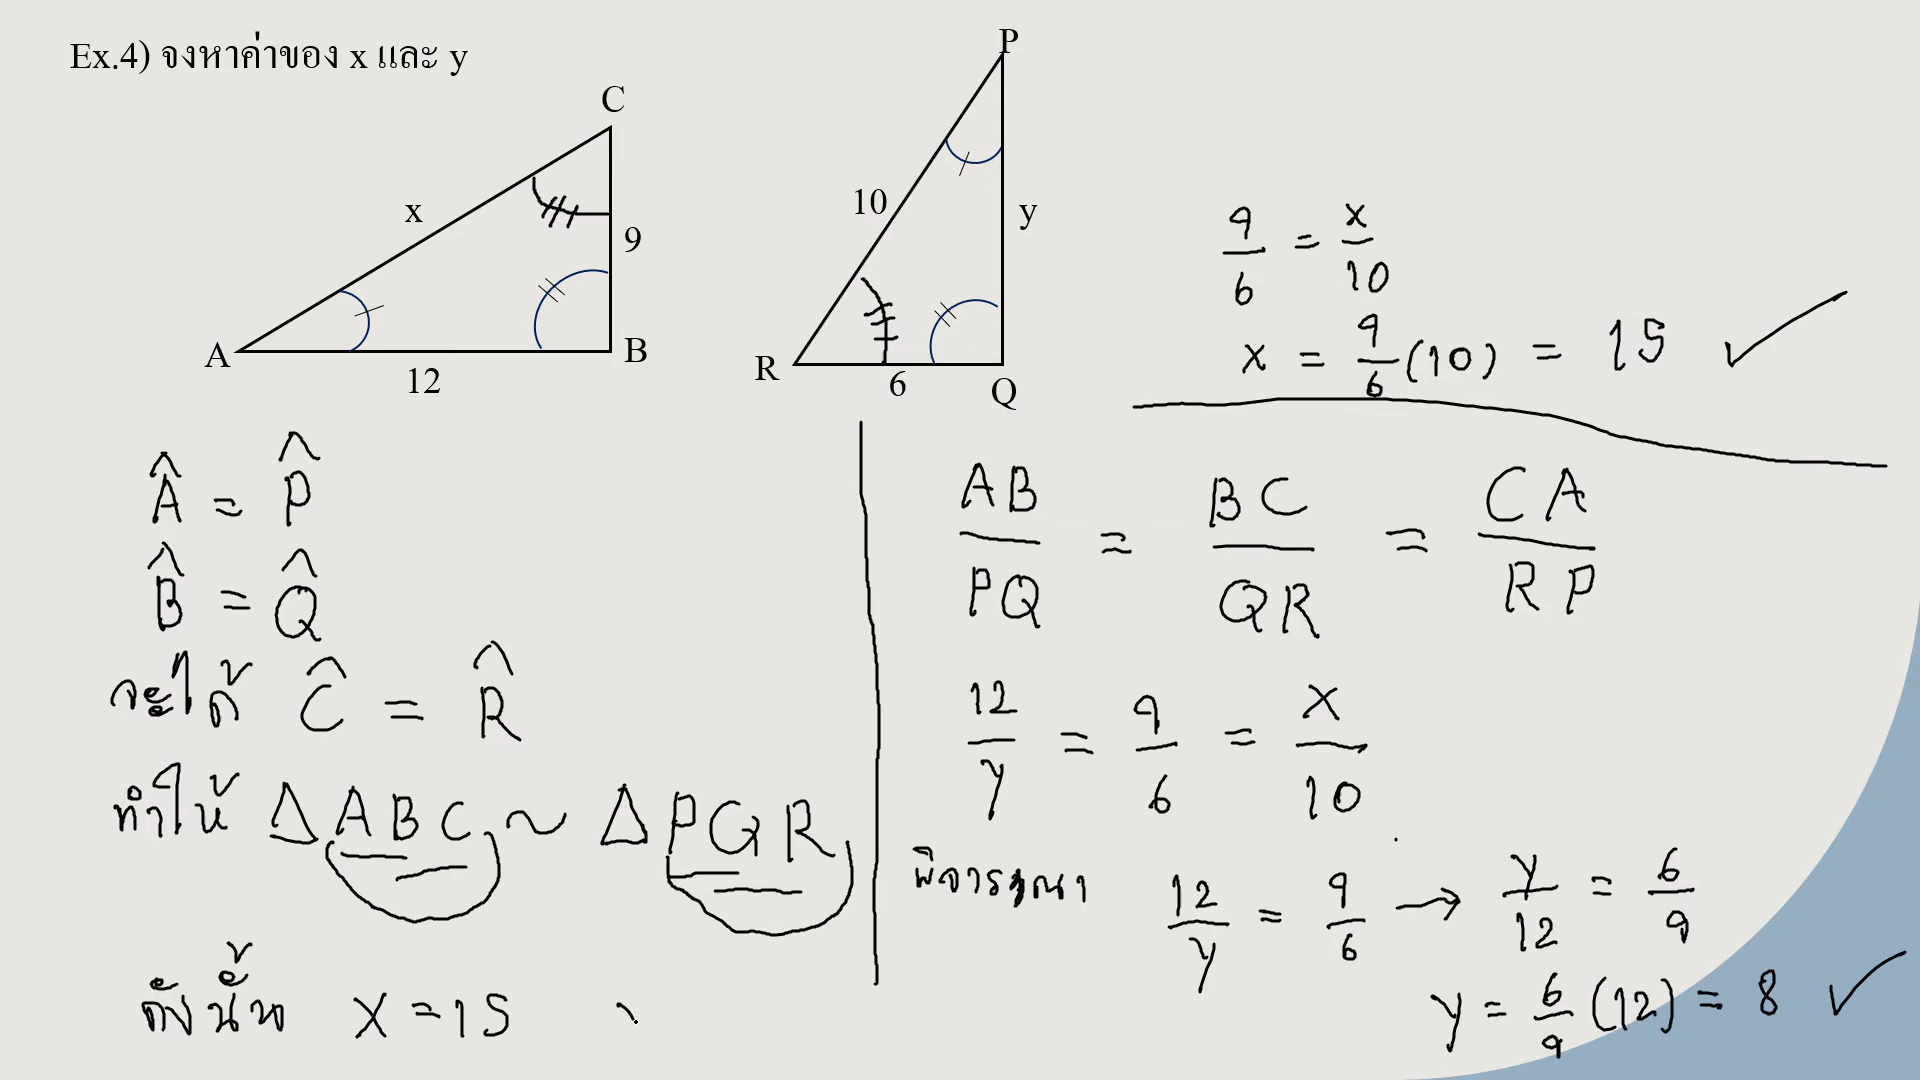 Ex.4) จงหาค่าของ x และ y
C
x
9
A
B
12
P
10
y
R
6
Q
9/6 = x/10
x = 9/6 (10) = 15 ✓
Â = P̂
B̂ = Q̂
จะได้ Ĉ = R̂
ทำให้ △ABC ~ △PQR
ดังนั้น x = 15
AB/PQ = BC/QR = CA/RP
12/y = 9/6 = x/10
พิจารณา 12/y = 9/6 → y/12 = 6/9
y = 6/9 (12) = 8 ✓